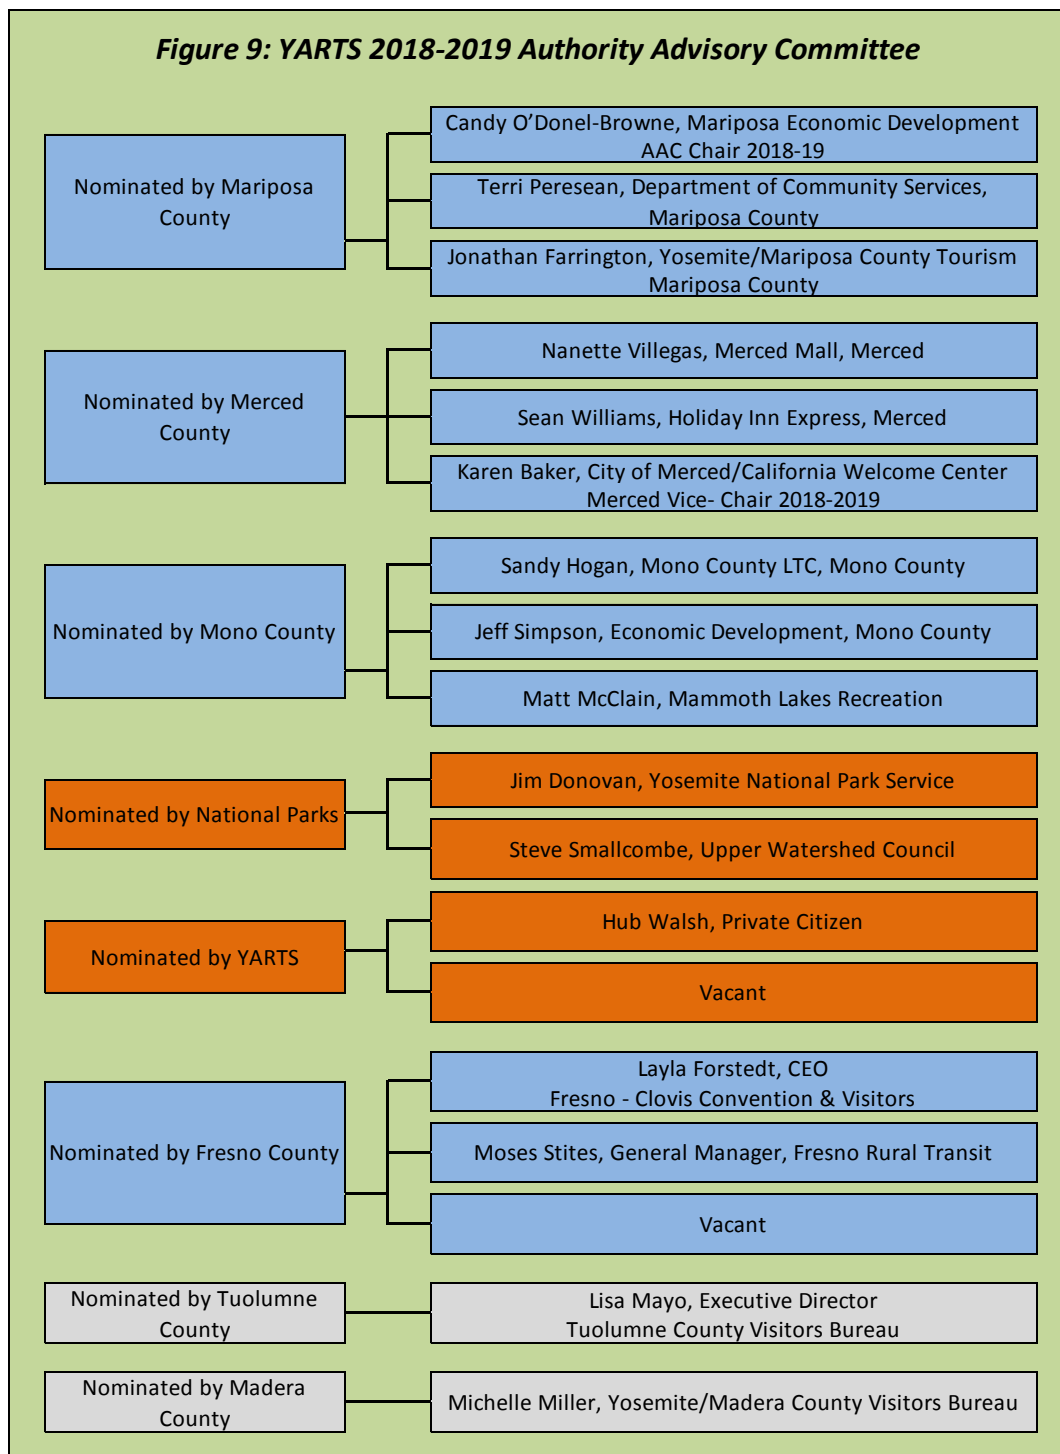 Figure 9: YARTS 2018-2019 Authority Advisory Committee
Nominated by Mariposa
County
Candy O'Donel-Browne, Mariposa Economic Development
AAC Chair 2018-19
Terri Peresean, Department of Community Services,
Mariposa County
Jonathan Farrington, Yosemite/Mariposa County Tourism
Mariposa County
Nominated by Merced
County
Nanette Villegas, Merced Mall, Merced
Sean Williams, Holiday Inn Express, Merced
Karen Baker, City of Merced/California Welcome Center
Merced Vice- Chair 2018-2019
Nominated by Mono County
Sandy Hogan, Mono County LTC, Mono County
Jeff Simpson, Economic Development, Mono County
Matt McClain, Mammoth Lakes Recreation
Nominated by National Parks
Jim Donovan, Yosemite National Park Service
Steve Smallcombe, Upper Watershed Council
Nominated by YARTS
Hub Walsh, Private Citizen
Vacant
Nominated by Fresno County
Layla Forstedt, CEO
Fresno - Clovis Convention & Visitors
Moses Stites, General Manager, Fresno Rural Transit
Vacant
Nominated by Tuolumne
County
Lisa Mayo, Executive Director
Tuolumne County Visitors Bureau
Nominated by Madera
County
Michelle Miller, Yosemite/Madera County Visitors Bureau